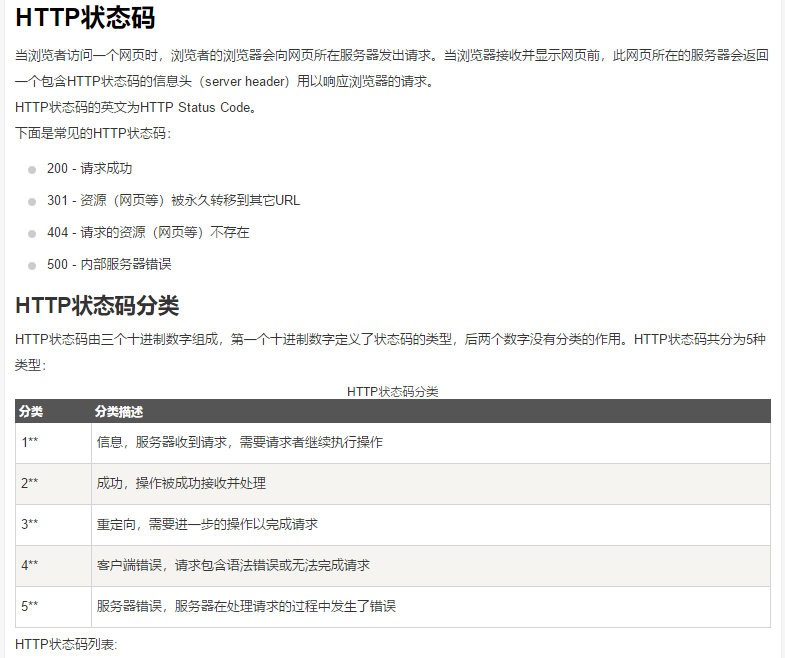 HTTP状态码
当浏览者访问一个网页时，浏览者的浏览器会向网页所在服务器发出请求。当浏览器接收并显示网页前，此网页所在的服务器会返回
一个包含HTTP状态码的信息头（server header）用以响应浏览器的请求。
HTTP状态码的英文为HTTP Status Code。
下面是常见的HTTP状态码：
200 - 请求成功
301 - 资源（网页等）被永久转移到其它URL
404 - 请求的资源（网页等）不存在
500 - 内部服务器错误
HTTP状态码分类
HTTP状态码由三个十进制数字组成，第一个十进制数字定义了状态码的类型，后两个数字没有分类的作用。HTTP状态码共分为5种
类型：
HTTP状态码分类
分类 分类描述
1** 信息，服务器收到请求，需要请求者继续执行操作
2** 成功，操作被成功接收并处理
3** 重定向，需要进一步的操作以完成请求
4** 客户端错误，请求包含语法错误或无法完成请求
5** 服务器错误，服务器在处理请求的过程中发生了错误
HTTP状态码列表: